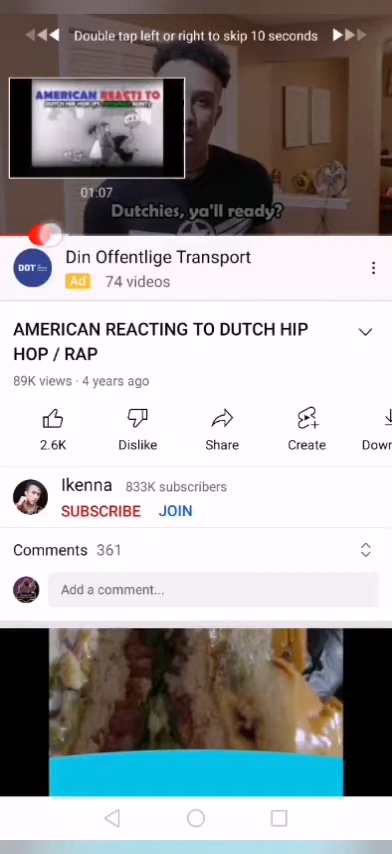 Double tap left or right to skip 10 seconds
AMERICAN REACTS TO
DUTCH HIP HOP
01:07
Dutchies, ya'll ready?
DOT
Din Offentlige Transport
Ad 74 videos
AMERICAN REACTING TO DUTCH HIP
HOP / RAP
89K views · 4 years ago
2.6K Dislike Share Create Down
Ikenna 833K subscribers
SUBSCRIBE JOIN
Comments 361
Add a comment...